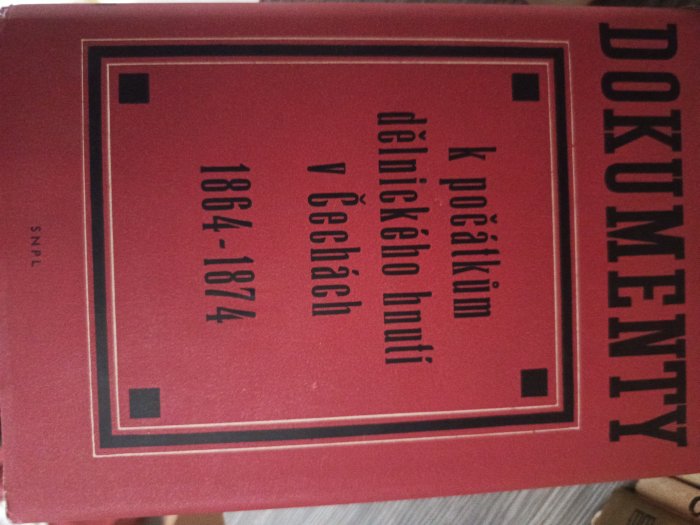 DOKUMENTY
k počátkům
dělnického hnutí
v Čechách
1864-1874
SNPL